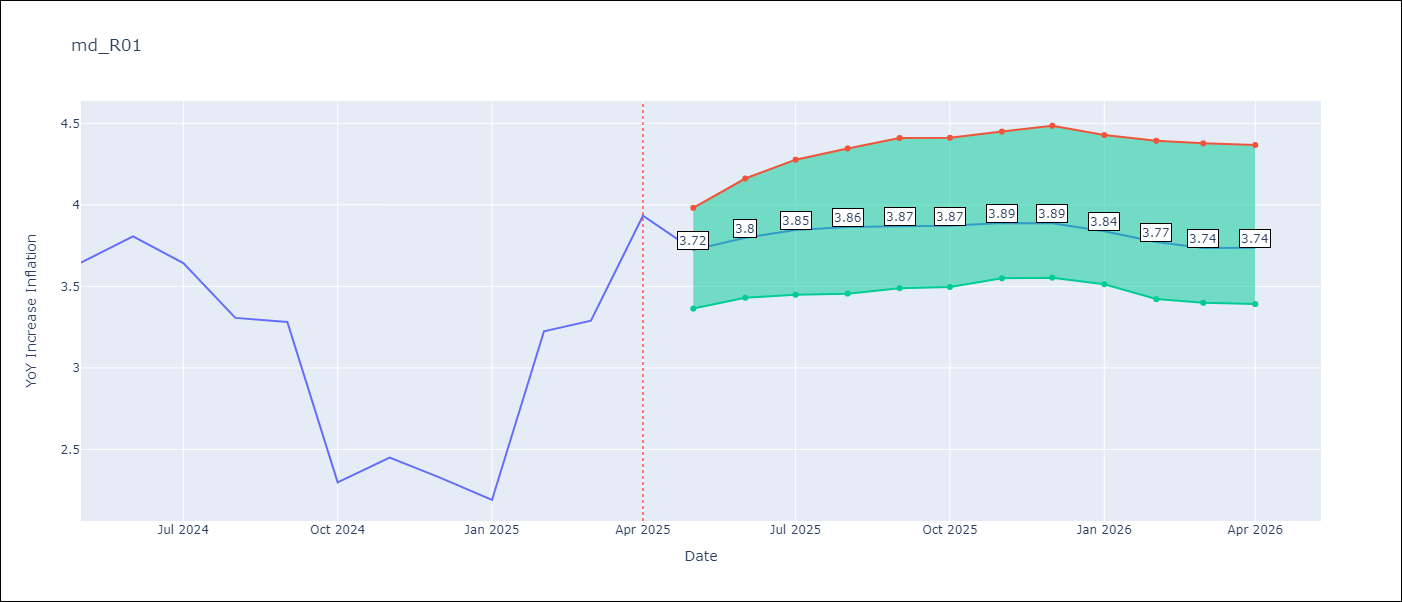 md_R01
YoY Increase Inflation
4.5
4
3.5
3
2.5
3.72
3.8
3.85
3.86
3.87
3.87
3.89
3.89
3.84
3.77
3.74
3.74
Jul 2024
Oct 2024
Jan 2025
Apr 2025
Jul 2025
Oct 2025
Jan 2026
Apr 2026
Date